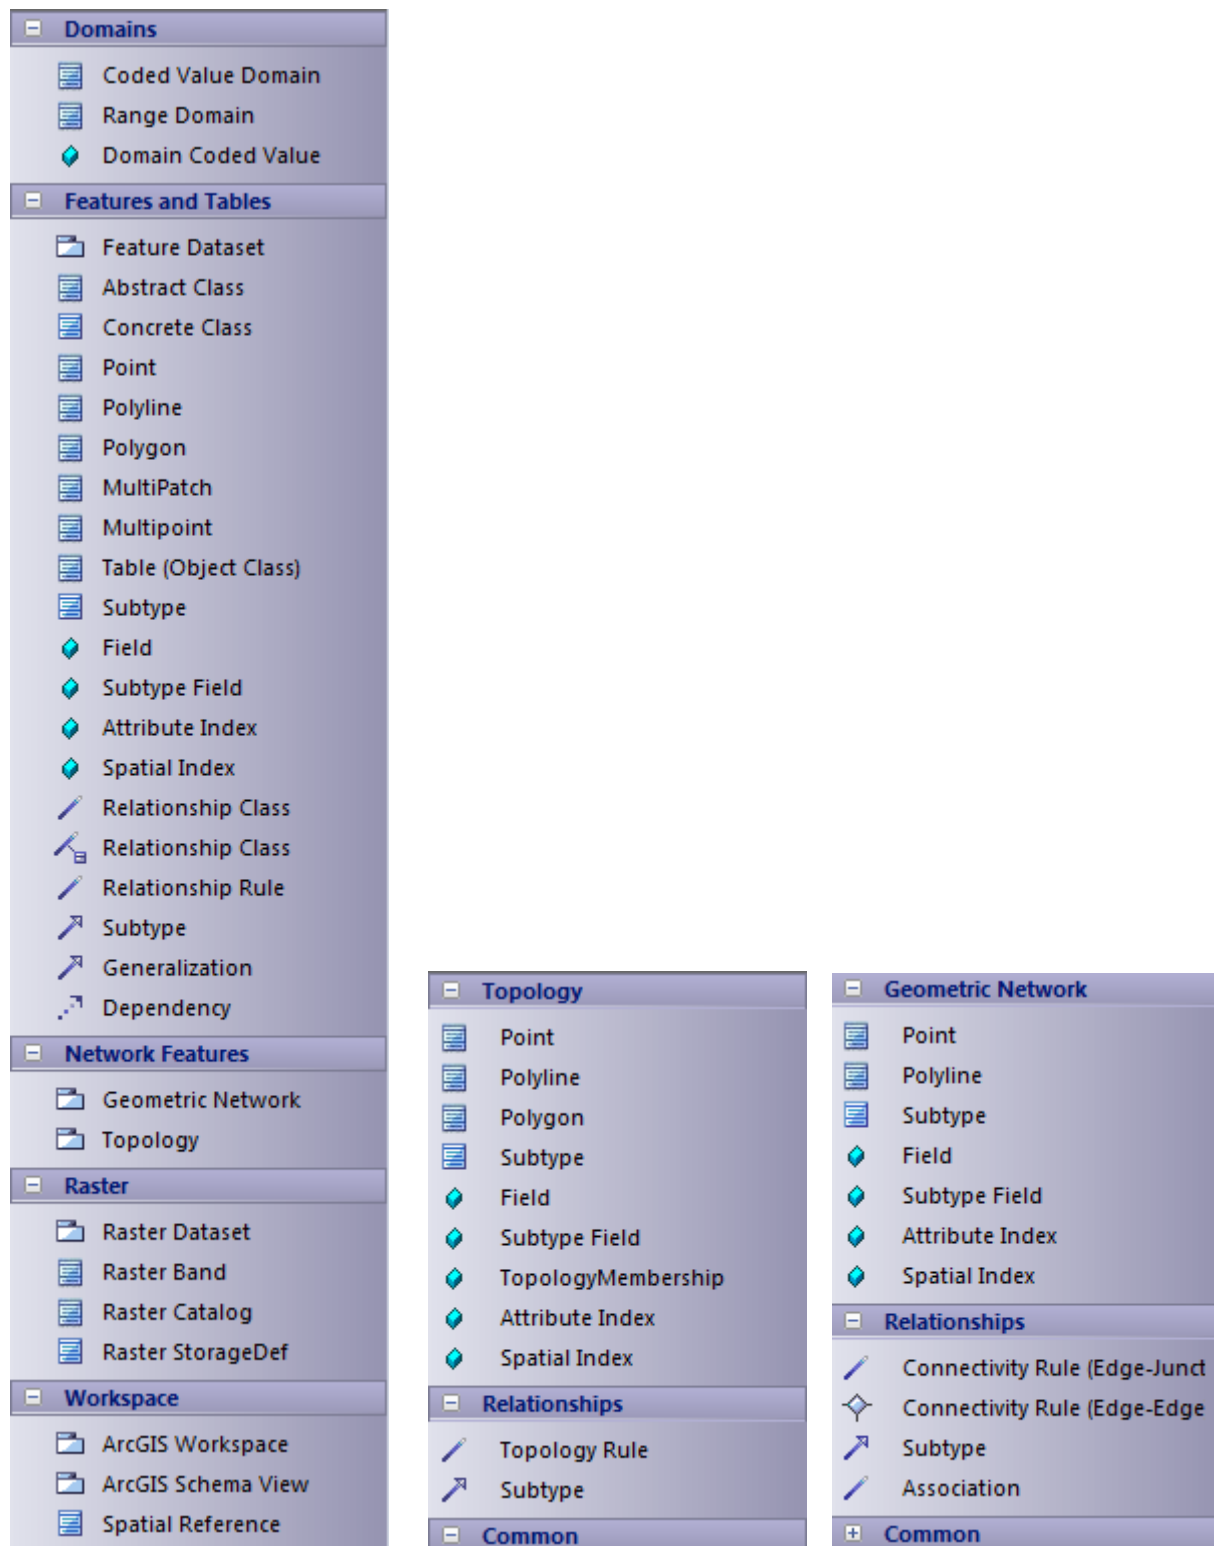 Domains
Coded Value Domain
Range Domain
Domain Coded Value
Features and Tables
Feature Dataset
Abstract Class
Concrete Class
Point
Polyline
Polygon
MultiPatch
Multipoint
Table (Object Class)
Subtype
Field
Subtype Field
Attribute Index
Spatial Index
Relationship Class
Relationship Class
Relationship Rule
Subtype
Generalization
Dependency
Network Features
Geometric Network
Topology
Raster
Raster Dataset
Raster Band
Raster Catalog
Raster StorageDef
Workspace
ArcGIS Workspace
ArcGIS Schema View
Spatial Reference
Topology
Point
Polyline
Polygon
Subtype
Field
Subtype Field
TopologyMembership
Attribute Index
Spatial Index
Relationships
Topology Rule
Subtype
Common
Geometric Network
Point
Polyline
Subtype
Field
Subtype Field
Attribute Index
Spatial Index
Relationships
Connectivity Rule (Edge-Junct
Connectivity Rule (Edge-Edge
Subtype
Association
Common